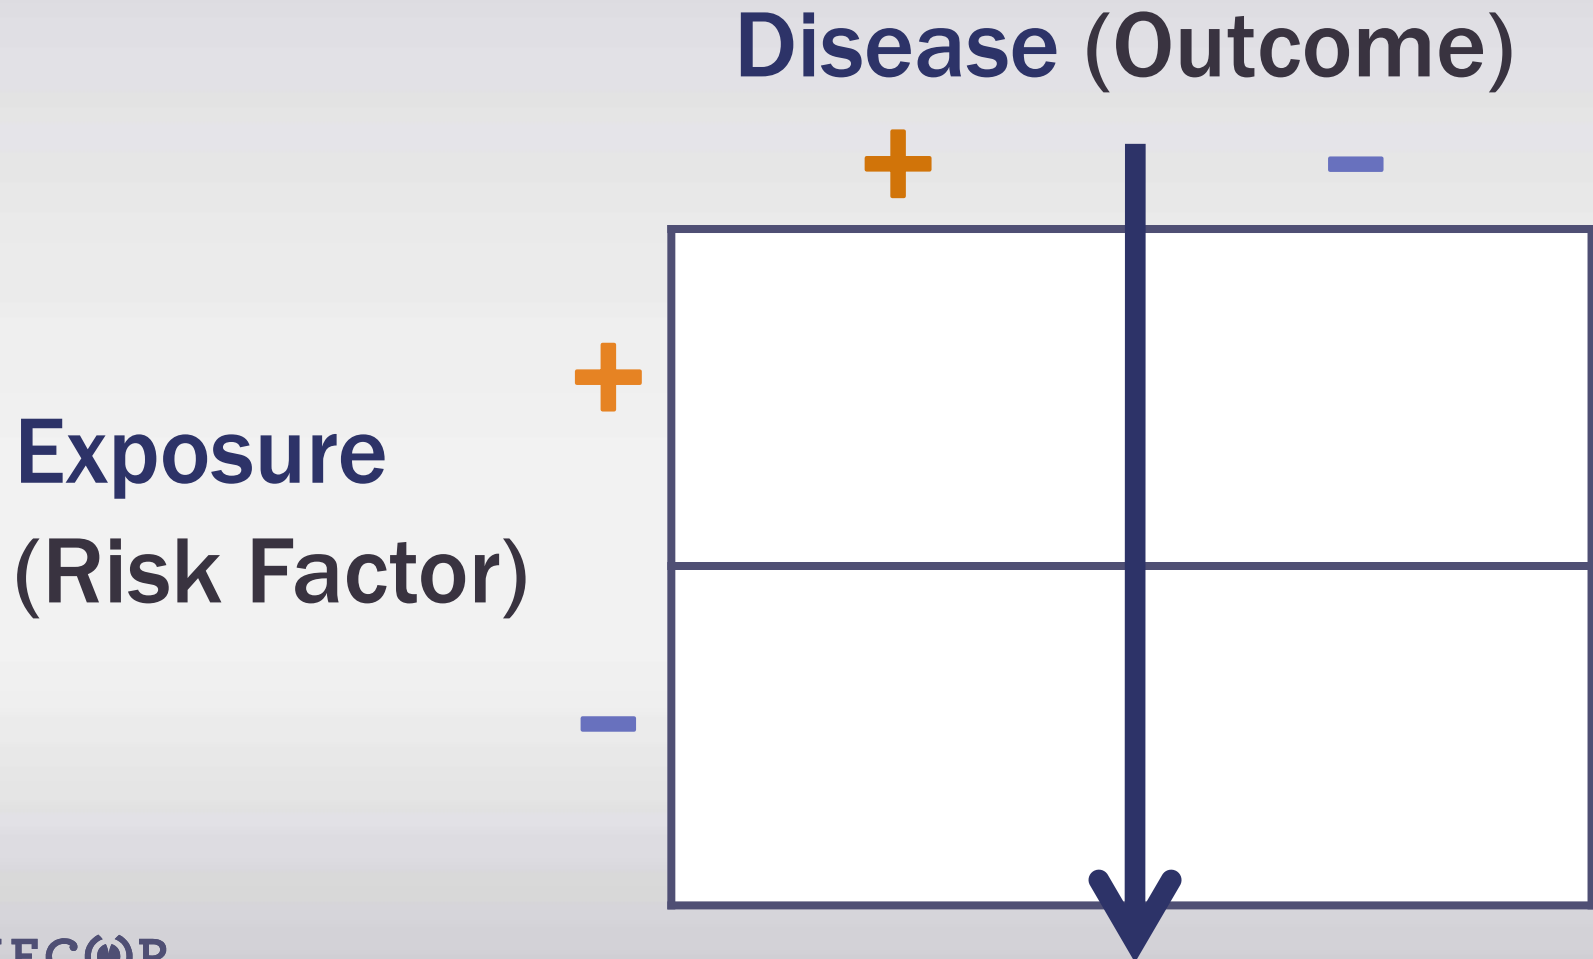 Disease (Outcome)
+ –
+
Exposure
(Risk Factor)
–